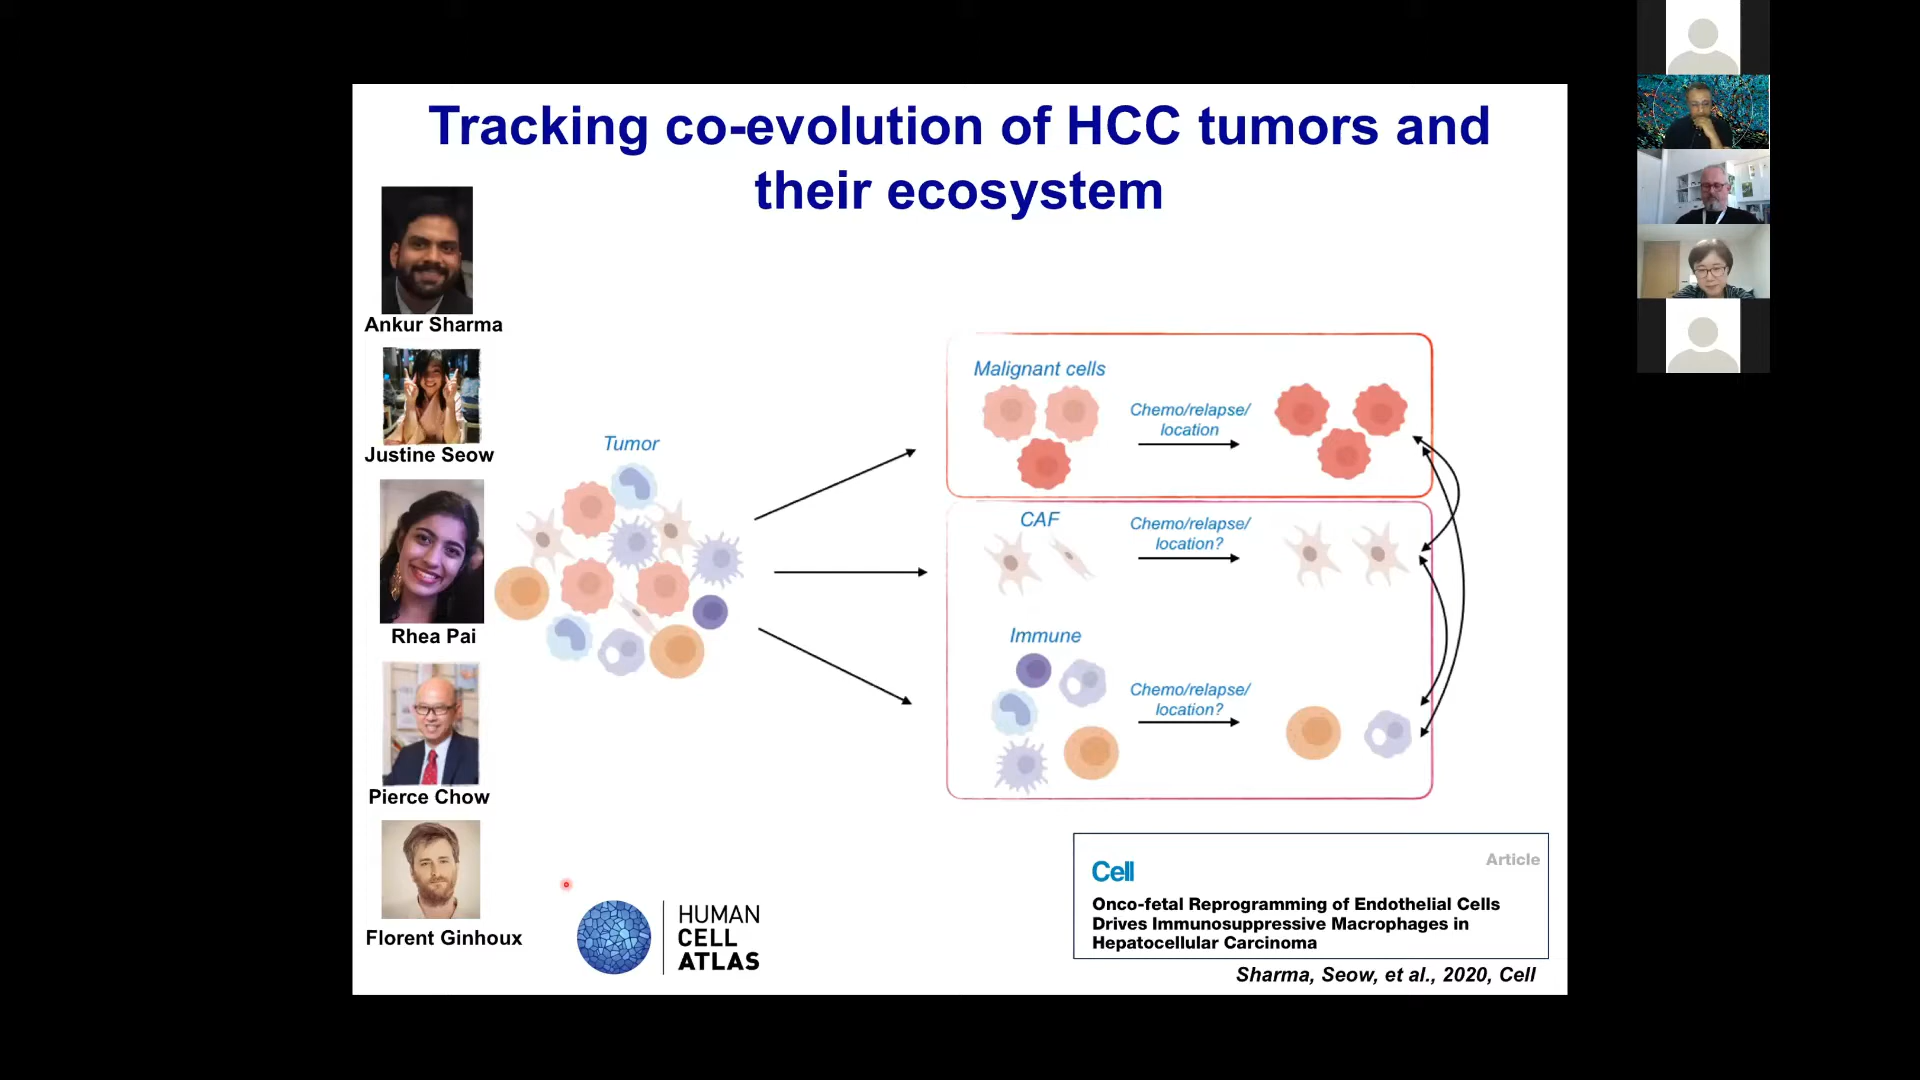 Tracking co-evolution of HCC tumors and
their ecosystem
Ankur Sharma
Justine Seow
Rhea Pai
Pierce Chow
Florent Ginhoux
Tumor
Malignant cells
Chemo/relapse/
location
CAF
Chemo/relapse/
location?
Immune
Chemo/relapse/
location?
HUMAN
CELL
ATLAS
Cell
Article
Onco-fetal Reprogramming of Endothelial Cells
Drives Immunosuppressive Macrophages in
Hepatocellular Carcinoma
Sharma, Seow, et al., 2020, Cell